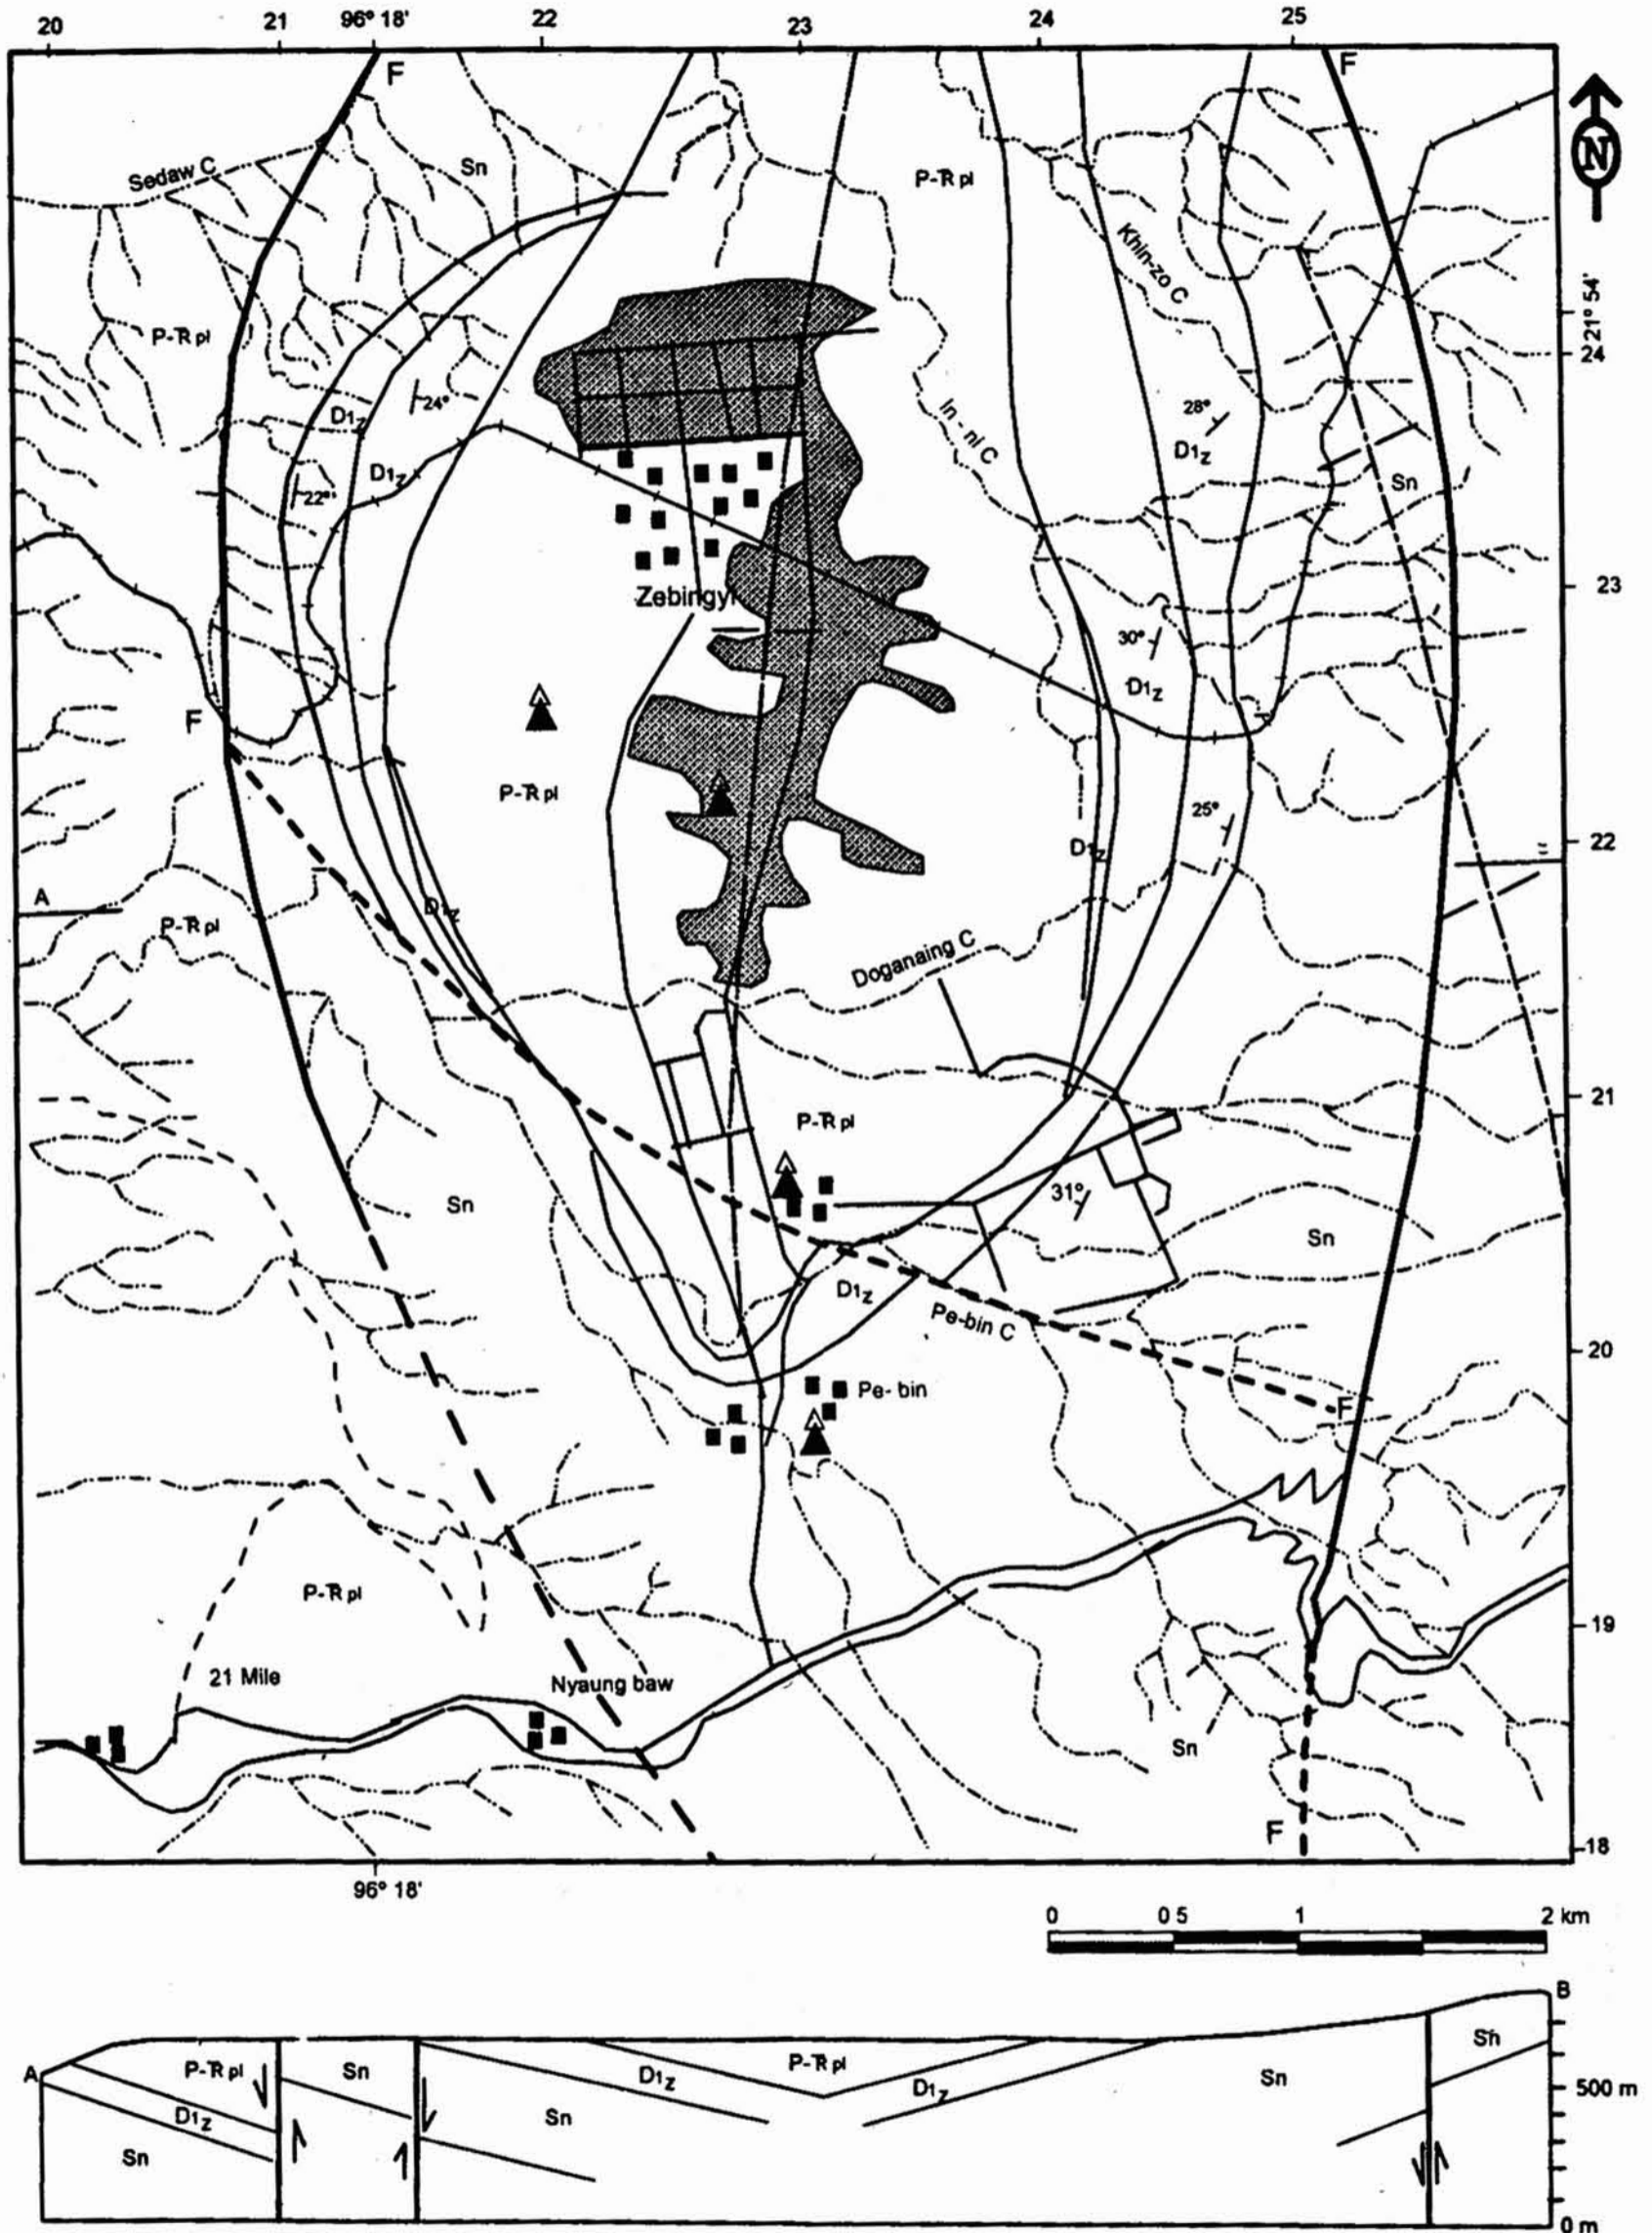 20 21 96° 18' 22 23 24 25
F F
N
Sedaw C Sn P-Ŧ pl
Khin-zo C
21° 54'
P-Ŧ pl
24
D1z 24° In-ni C 28°
D1z D1z
Sn
22°
Zebingyi 23
30°
D1z
F
P-Ŧ pl 25°
22
D1z
A D1z
P-Ŧ pl
Doganaing C
21
P-Ŧ pl
Sn 31°
Sn
D1z
Pe-bin C
20
Pe-bin F
P-Ŧ pl
19
21 Mile
Nyaung baw
Sn
F
18
96° 18'
0 0 5 1 2 km
B
P-Ŧ pl Sn P-Ŧ pl Sh
A D1z D1z Sn 500 m
D1z
Sn Sn
0 m